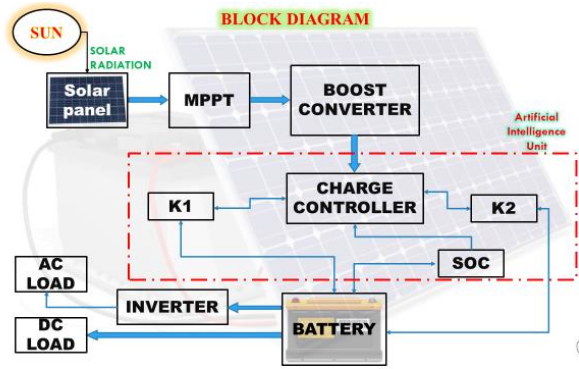 BLOCK DIAGRAM
SUN
SOLAR
RADIATION
Solar
panel
MPPT
BOOST
CONVERTER
Artificial
Intelligence
Unit
K1
CHARGE
CONTROLLER
K2
SOC
AC
LOAD
INVERTER
DC
LOAD
BATTERY